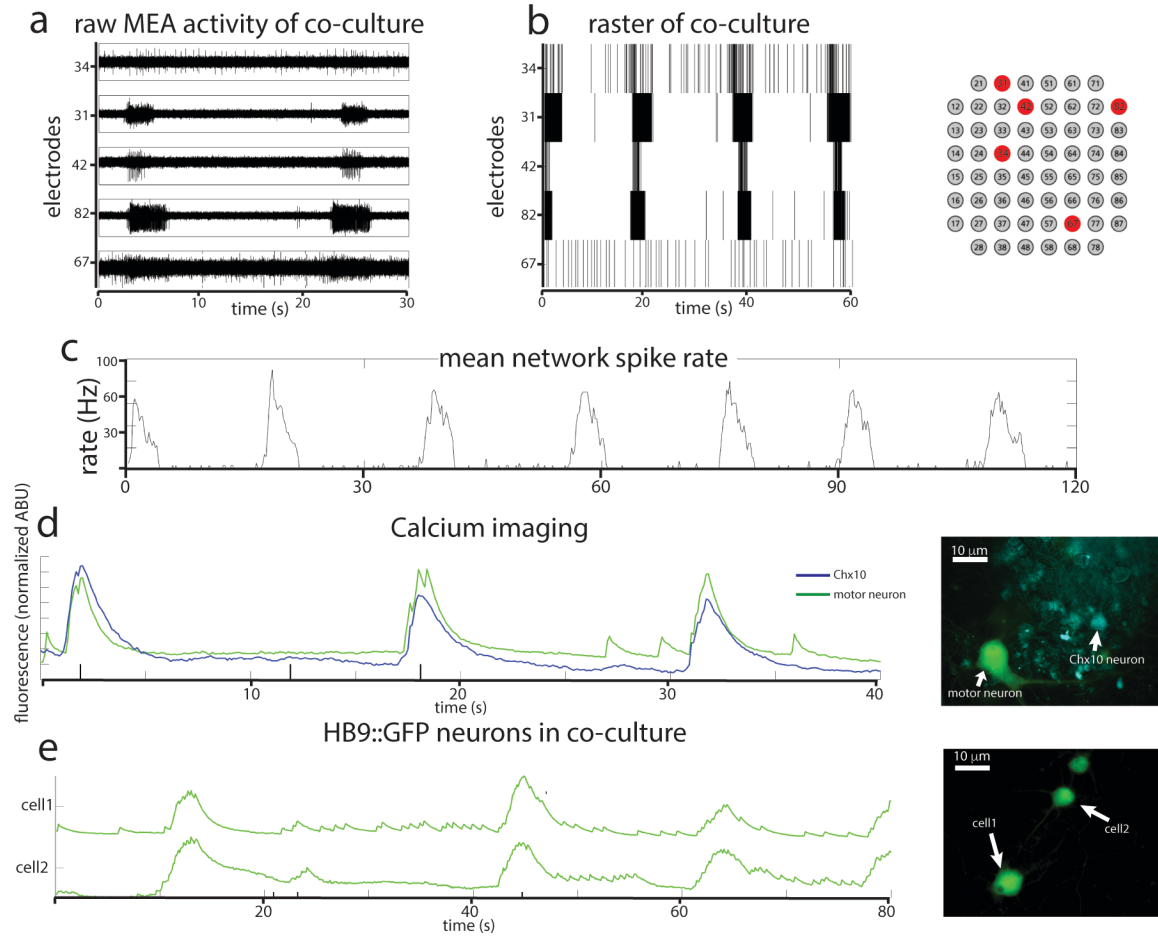 a raw MEA activity of co-culture
electrodes
34
31
42
82
67
0 10 20 30
time (s)
b raster of co-culture
electrodes
34
31
42
82
67
0 20 40 60
time (s)
21 31 41 51 61 71
12 22 32 42 52 62 72 82
13 23 33 43 53 63 73 83
14 24 34 44 54 64 74 84
15 25 35 45 55 65 75 85
16 26 36 46 56 66 76 86
17 27 37 47 57 67 77 87
28 38 48 58 68 78
c mean network spike rate
rate (Hz)
100
60
30
0 30 60 90 120
d Calcium imaging
fluorescence (normalized ABU)
Chx10
motor neuron
10 20 30 40
time (s)
10 µm
Chx10 neuron
motor neuron
e HB9::GFP neurons in co-culture
cell1
cell2
20 40 60 80
time (s)
10 µm
cell1
cell2